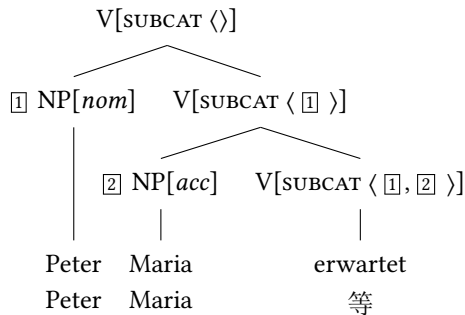 V[SUBCAT ⟨⟩]
1 NP[nom] V[SUBCAT ⟨ 1 ⟩]
2 NP[acc] V[SUBCAT ⟨ 1, 2 ⟩]
Peter Maria erwartet
Peter Maria 等